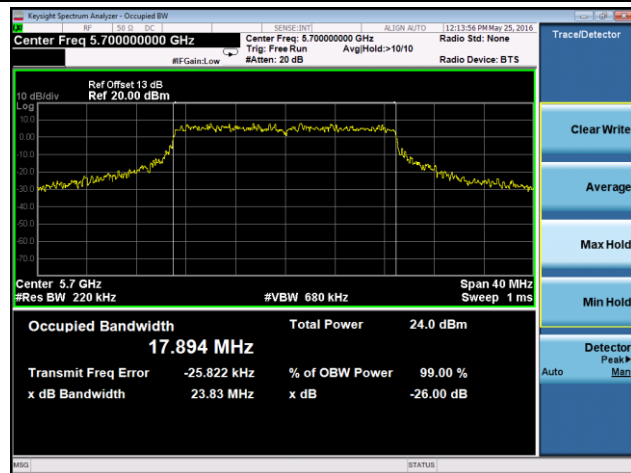 Keysight Spectrum Analyzer - Occupied BW
RF 50 Ω DC SENSE:INT ALIGN AUTO 12:13:56 PM May 25, 2016
Center Freq 5.700000000 GHz Center Freq: 5.700000000 GHz Radio Std: None Trace/Detector
Trig: Free Run Avg|Hold:>10/10
#IFGain:Low #Atten: 20 dB Radio Device: BTS
Ref Offset 13 dB
10 dB/div Ref 20.00 dBm
Log
10.0
0.00
-10.0
-20.0
-30.0
-40.0
-50.0
-60.0
-70.0
Center 5.7 GHz Span 40 MHz
#Res BW 220 kHz #VBW 680 kHz Sweep 1 ms
Occupied Bandwidth Total Power 24.0 dBm
17.894 MHz
Transmit Freq Error -25.822 kHz % of OBW Power 99.00 %
x dB Bandwidth 23.83 MHz x dB -26.00 dB
Clear Write
Average
Max Hold
Min Hold
Detector
Peak▶
Auto Man
MSG STATUS